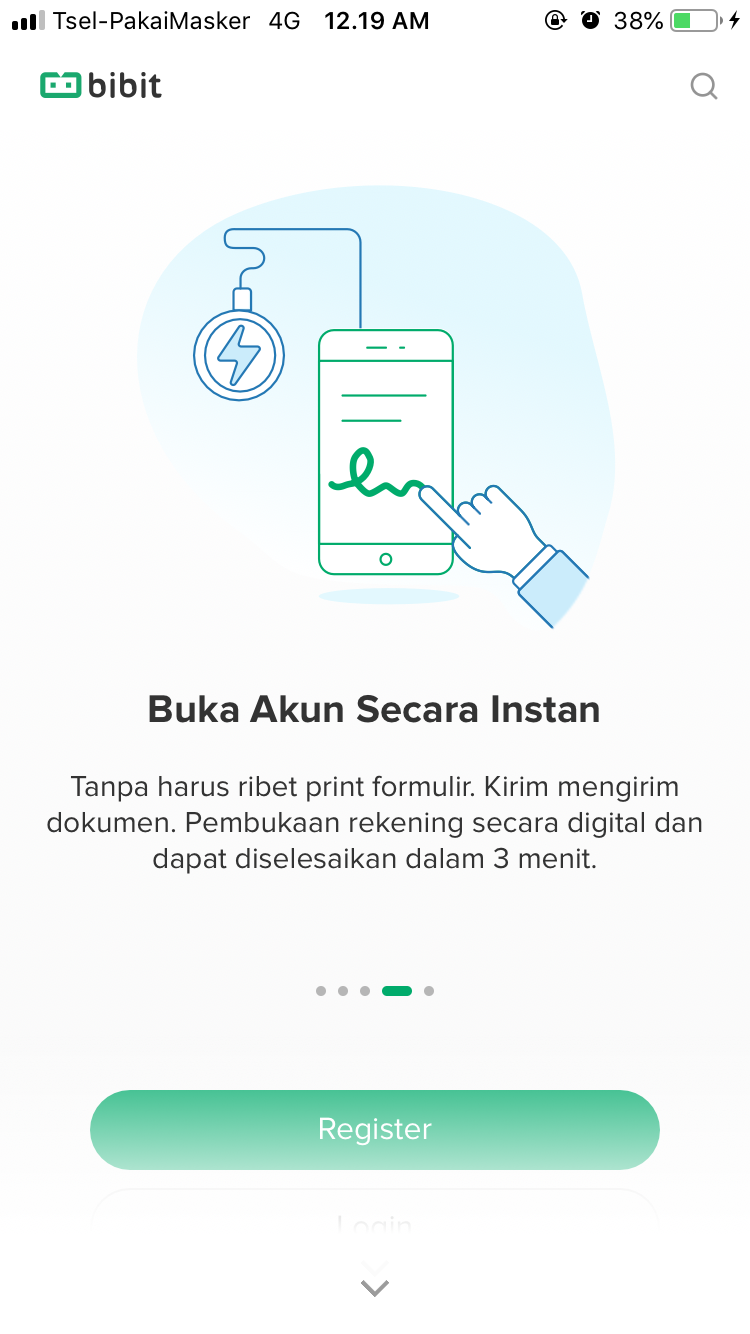 Tsel-PakaiMasker 4G 12.19 AM 38%
bibit
Buka Akun Secara Instan
Tanpa harus ribet print formulir. Kirim mengirim
dokumen. Pembukaan rekening secara digital dan
dapat diselesaikan dalam 3 menit.
Register
Login